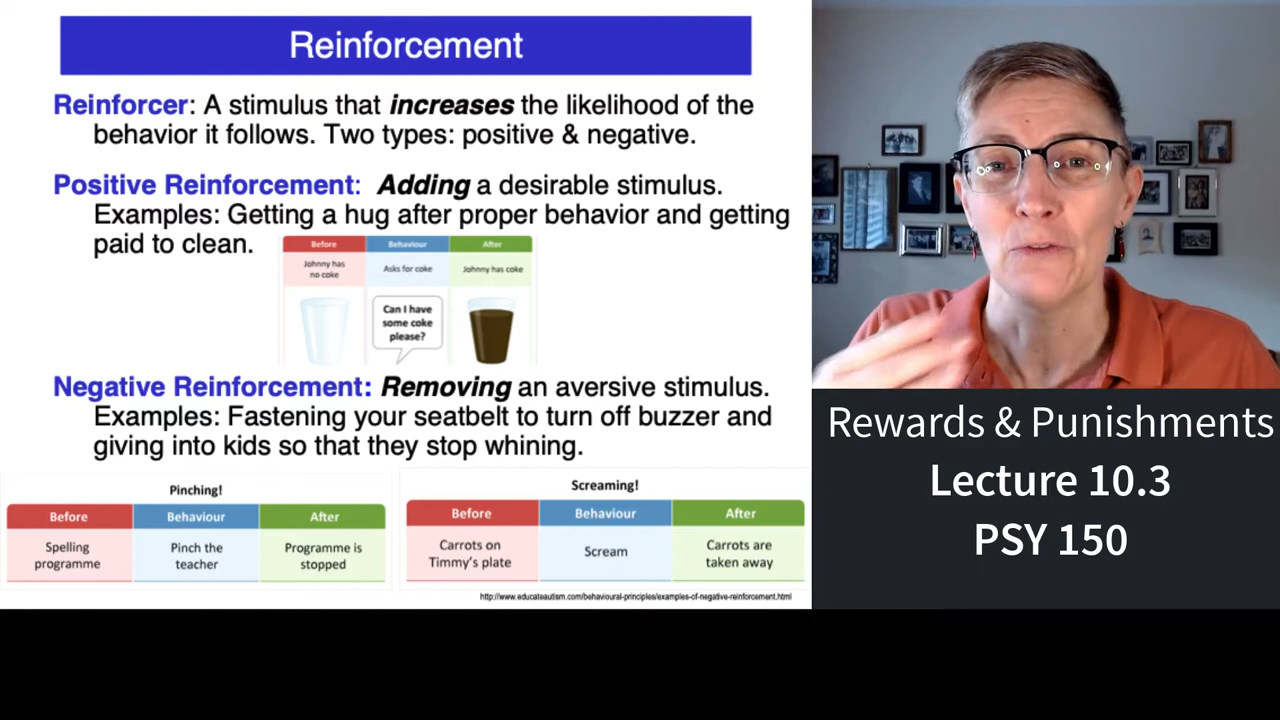 Reinforcement
Reinforcer: A stimulus that increases the likelihood of the
behavior it follows. Two types: positive & negative.
Positive Reinforcement: Adding a desirable stimulus.
Examples: Getting a hug after proper behavior and getting
paid to clean.
Before
Behaviour
After
Johnny has
no coke
Asks for coke
Johnny has coke
Can I have
some coke
please?
Negative Reinforcement: Removing an aversive stimulus.
Examples: Fastening your seatbelt to turn off buzzer and
giving into kids so that they stop whining.
Pinching!
Before
Behaviour
After
Spelling
programme
Pinch the
teacher
Programme is
stopped
Screaming!
Before
Behaviour
After
Carrots on
Timmy's plate
Scream
Carrots are
taken away
http://www.educateautism.com/behavioural-principles/examples-of-negative-reinforcement.html
Rewards & Punishments
Lecture 10.3
PSY 150